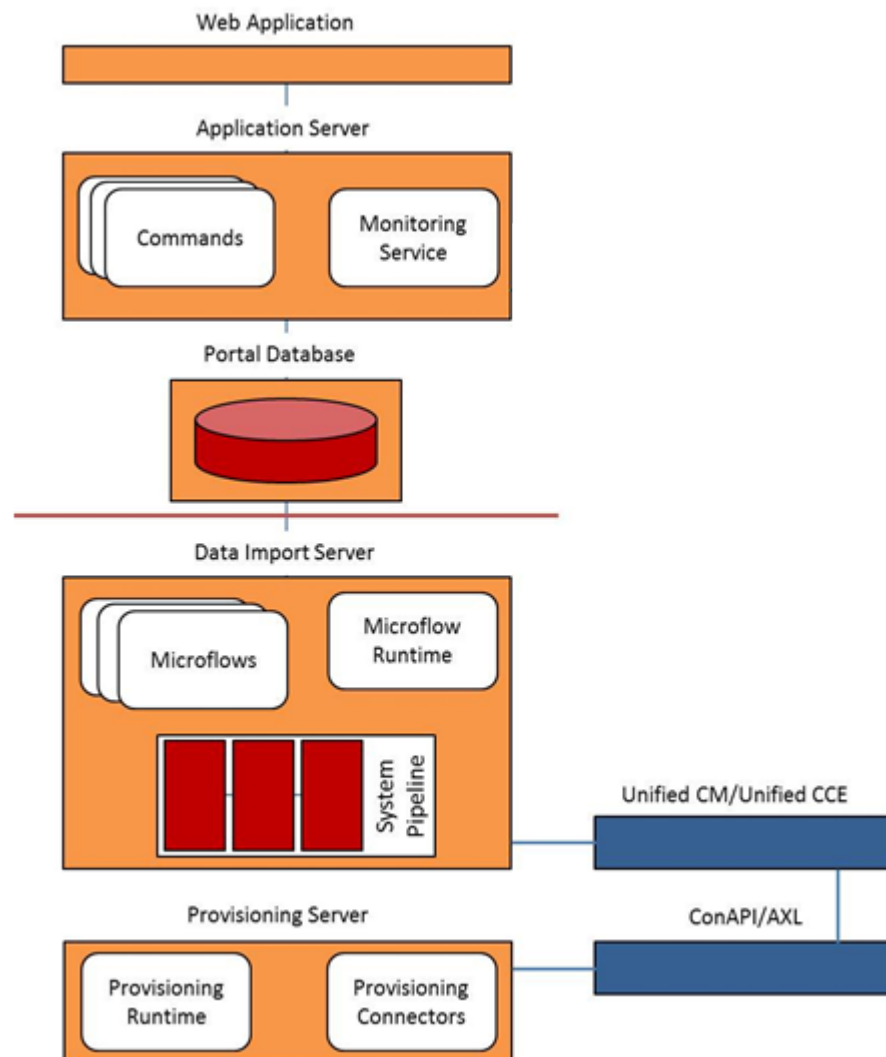 Web Application
Application Server
Commands
Monitoring
Service
Portal Database
Data Import Server
Microflows
Microflow
Runtime
System
Pipeline
Unified CM/Unified CCE
Provisioning Server
ConAPI/AXL
Provisioning
Runtime
Provisioning
Connectors